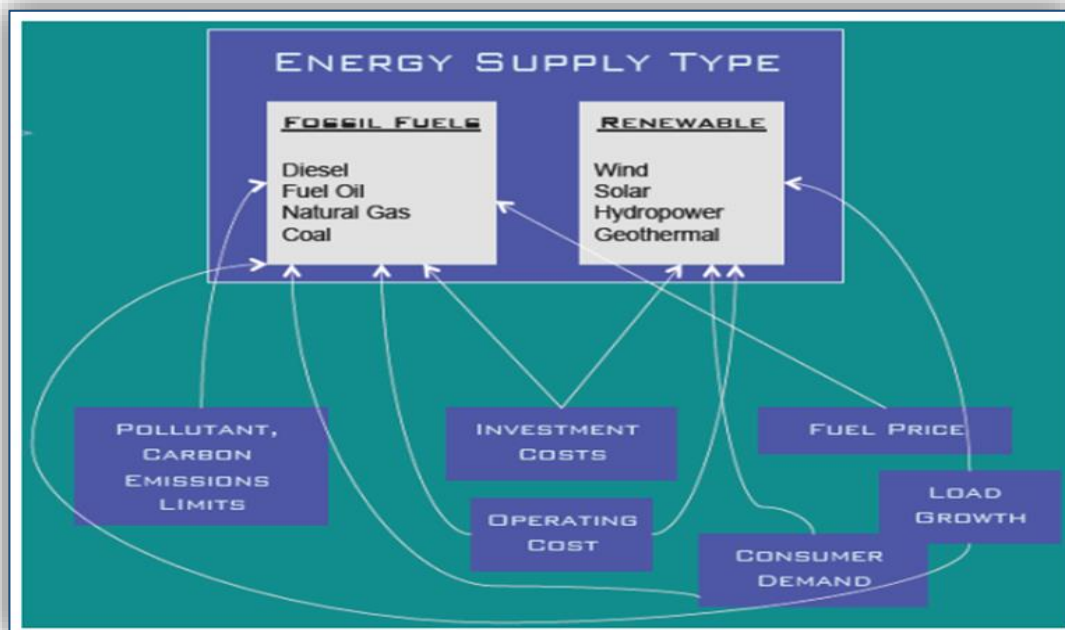 ENERGY SUPPLY TYPE
FOSSIL FUELS
Diesel
Fuel Oil
Natural Gas
Coal
RENEWABLE
Wind
Solar
Hydropower
Geothermal
POLLUTANT,
CARBON
EMISSIONS
LIMITS
INVESTMENT
COSTS
OPERATING
COST
FUEL PRICE
LOAD
GROWTH
CONSUMER
DEMAND